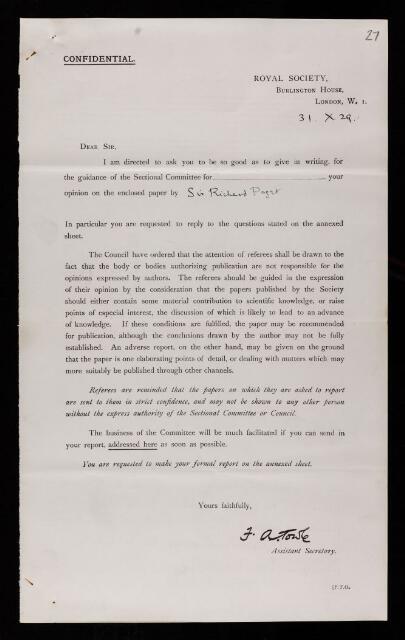 27
CONFIDENTIAL.
ROYAL SOCIETY,
BURLINGTON HOUSE,
LONDON, W. 1.
31. X 29.
DEAR SIR,
I am directed to ask you to be so good as to give in writing, for
the guidance of the Sectional Committee for your
opinion on the enclosed paper by Sir Richard Paget
In particular you are requested to reply to the questions stated on the annexed
sheet.
The Council have ordered that the attention of referees shall be drawn to the
fact that the body or bodies authorizing publication are not responsible for the
opinions expressed by authors. The referees should be guided in the expression
of their opinion by the consideration that the papers published by the Society
should either contain some material contribution to scientific knowledge, or raise
points of especial interest, the discussion of which is likely to lead to an advance
of knowledge. If these conditions are fulfilled, the paper may be recommended
for publication, although the conclusions drawn by the author may not be fully
established. An adverse report, on the other hand, may be given on the ground
that the paper is one elaborating points of detail, or dealing with matters which may
more suitably be published through other channels.
Referees are reminded that the papers on which they are asked to report
are sent to them in strict confidence, and may not be shown to any other person
without the express authority of the Sectional Committee or Council.
The business of the Committee will be much facilitated if you can send in
your report, addressed here as soon as possible.
You are requested to make your formal report on the annexed sheet.
Yours faithfully,
F. A. Towle
Assistant Secretary.
[P.T.O.